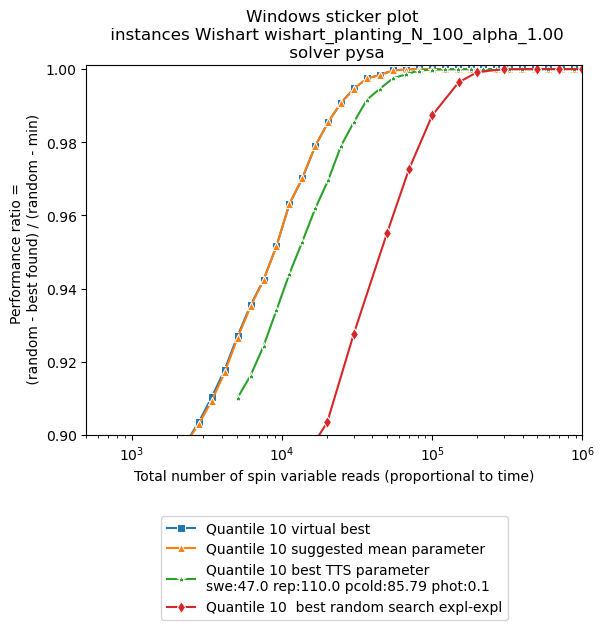 Windows sticker plot
instances Wishart wishart_planting_N_100_alpha_1.00
solver pysa
1.00
0.98
0.96
0.94
0.92
0.90
Performance ratio =
(random - best found) / (random - min)
10³
10⁴
10⁵
10⁶
Total number of spin variable reads (proportional to time)
Quantile 10 virtual best
Quantile 10 suggested mean parameter
Quantile 10 best TTS parameter
swe:47.0 rep:110.0 pcold:85.79 phot:0.1
Quantile 10  best random search expl-expl